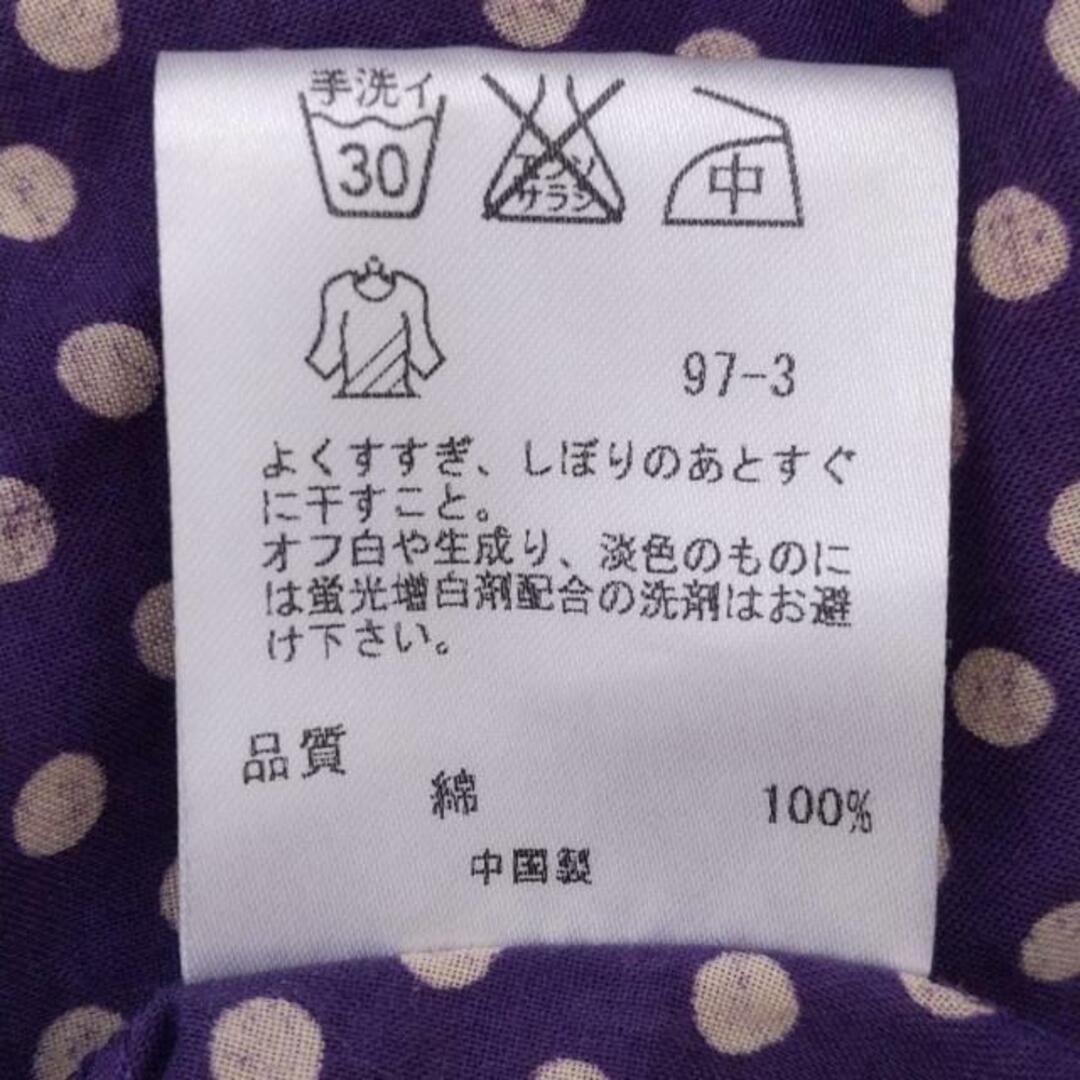 手洗イ
30
エンソ
サラシ
中
97-3
よくすすぎ、しぼりのあとすぐ
に干すこと。
オフ白や生成り、淡色のものに
は蛍光増白剤配合の洗剤はお避
け下さい。
品質
綿 100%
中国製